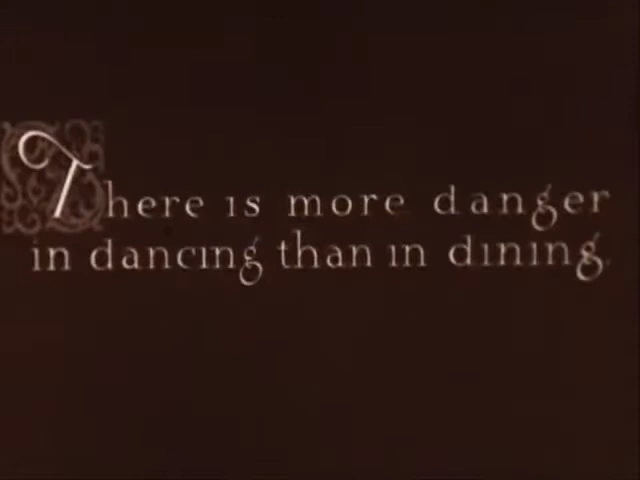 There is more danger
in dancing than in dining.